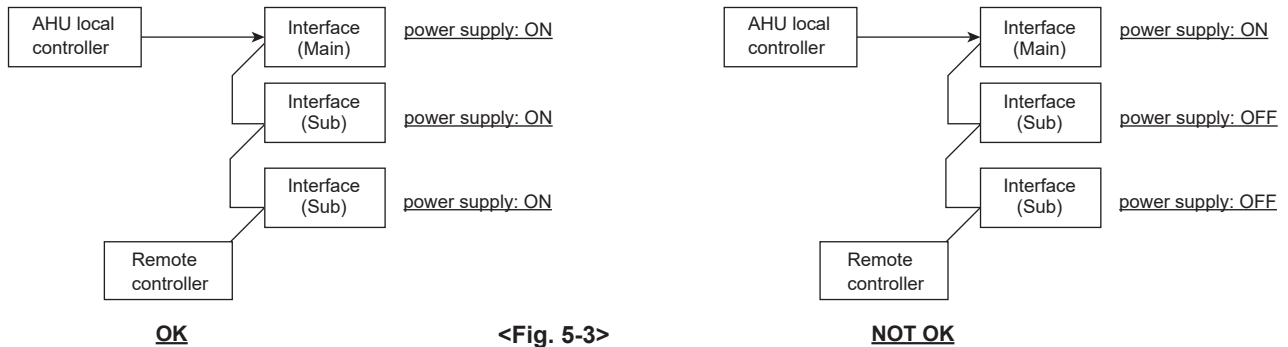 AHU local
controller
Interface
(Main)
power supply: ON
Interface
(Sub)
power supply: ON
Interface
(Sub)
power supply: ON
Remote
controller
OK
AHU local
controller
Interface
(Main)
power supply: ON
Interface
(Sub)
power supply: OFF
Interface
(Sub)
power supply: OFF
Remote
controller
NOT OK
<Fig. 5-3>